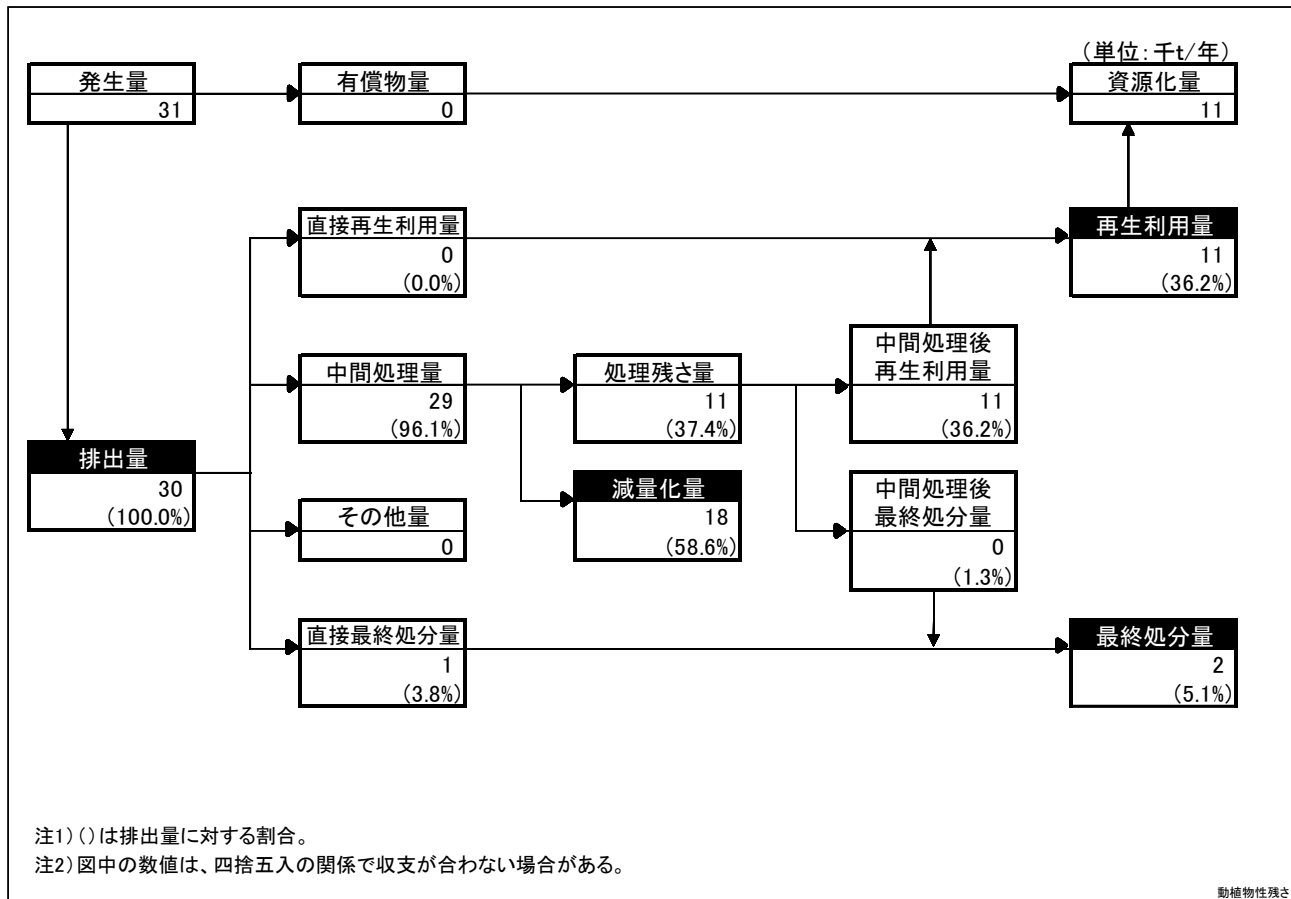 (単位:千t/年)
発生量
31
有償物量
0
資源化量
11
直接再生利用量
0
(0.0%)
再生利用量
11
(36.2%)
中間処理量
29
(96.1%)
処理残さ量
11
(37.4%)
中間処理後
再生利用量
11
(36.2%)
排出量
30
(100.0%)
減量化量
18
(58.6%)
中間処理後
最終処分量
0
(1.3%)
その他量
0
直接最終処分量
1
(3.8%)
最終処分量
2
(5.1%)
注1)()は排出量に対する割合。
注2)図中の数値は、四捨五入の関係で収支が合わない場合がある。
動植物性残さ